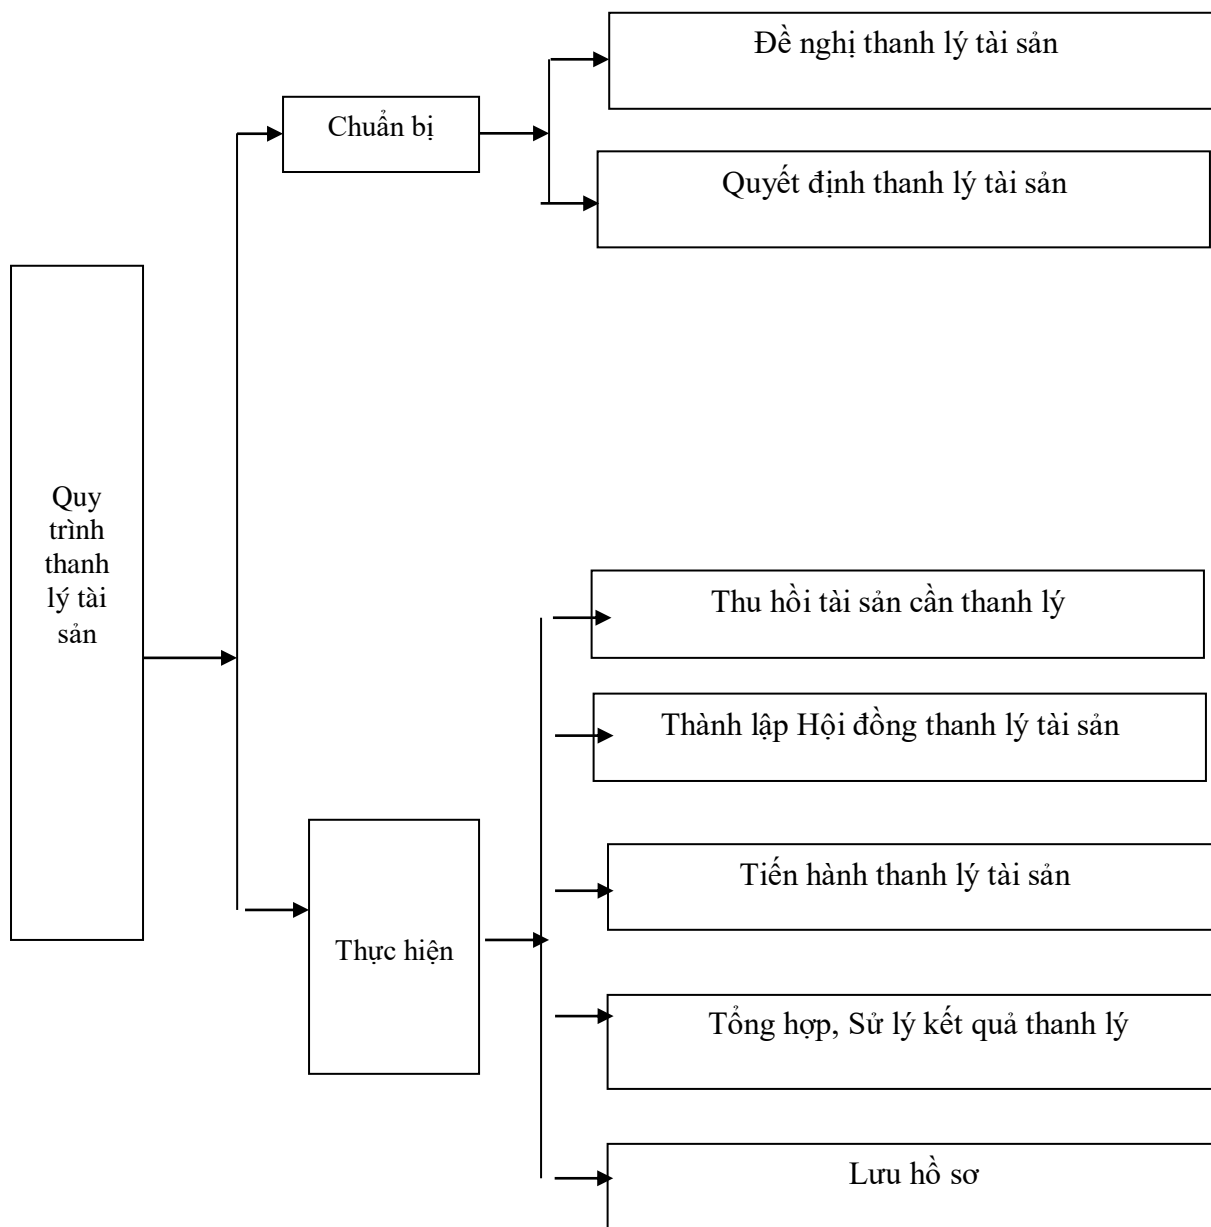 Đề nghị thanh lý tài sản
Chuẩn bị
Quyết định thanh lý tài sản
Quy
trình
thanh
lý tài
sản
Thu hồi tài sản cần thanh lý
Thành lập Hội đồng thanh lý tài sản
Tiến hành thanh lý tài sản
Thực hiện
Tổng hợp, Sử lý kết quả thanh lý
Lưu hồ sơ